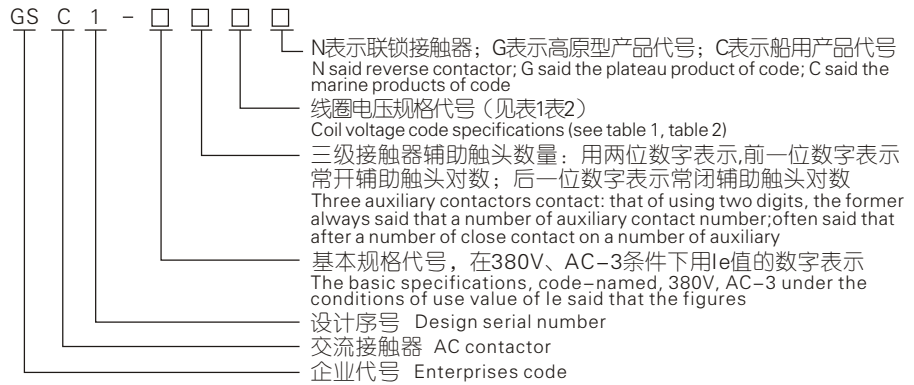 GS C 1 - □ □ □ □
N表示联锁接触器；G表示高原型产品代号；C表示船用产品代号
N said reverse contactor; G said the plateau product of code; C said the
marine products of code
线圈电压规格代号（见表1表2）
Coil voltage code specifications (see table 1, table 2)
三级接触器辅助触头数量：用两位数字表示,前一位数字表示
常开辅助触头对数；后一位数字表示常闭辅助触头对数
Three auxiliary contactors contact: that of using two digits, the former
always said that a number of auxiliary contact number;often said that
after a number of close contact on a number of auxiliary
基本规格代号，在380V、AC-3条件下用Ie值的数字表示
The basic specifications, code-named, 380V, AC-3 under the
conditions of use value of Ie said that the figures
设计序号 Design serial number
交流接触器 AC contactor
企业代号 Enterprises code